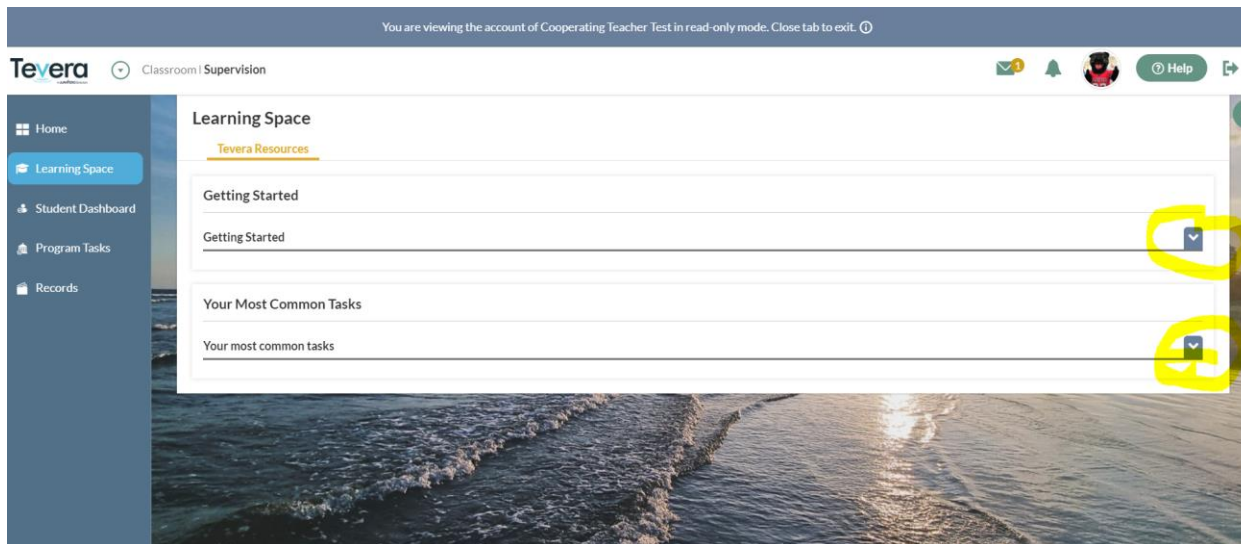 You are viewing the account of Cooperating Teacher Test in read-only mode. Close tab to exit.
Tevera
Classroom | Supervision
1
Help
Home
Learning Space
Student Dashboard
Program Tasks
Records
Learning Space
Tevera Resources
Getting Started
Getting Started
Your Most Common Tasks
Your most common tasks